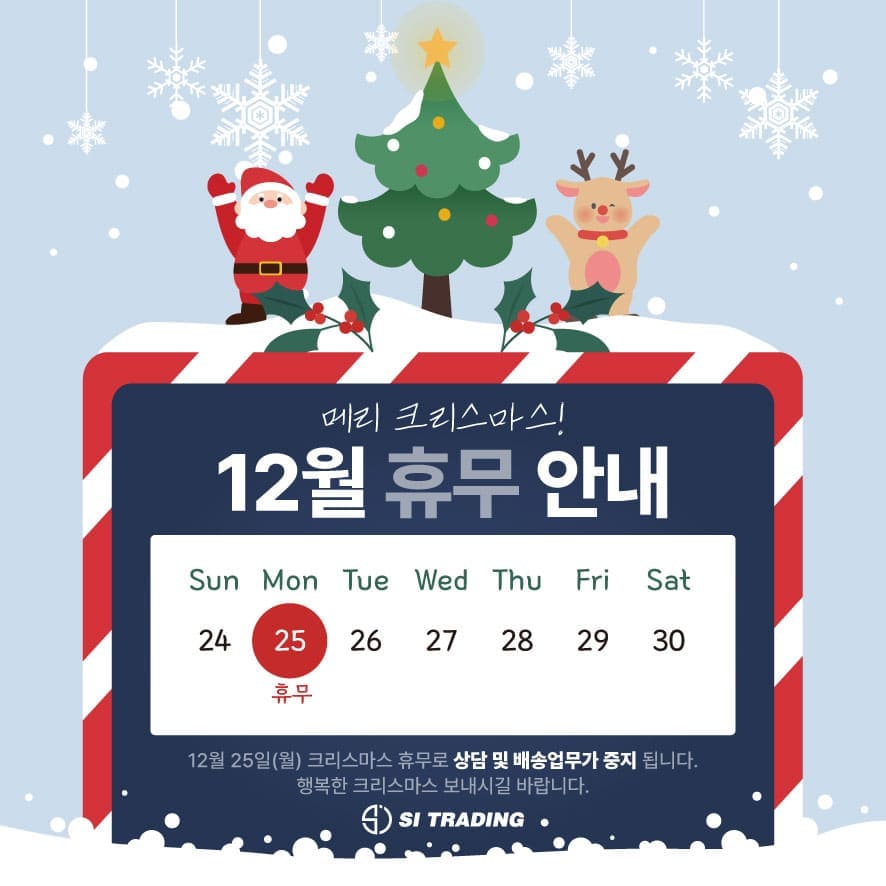 메리 크리스마스!
12월 휴무 안내
Sun Mon Tue Wed Thu Fri Sat
24 25 26 27 28 29 30
휴무
12월 25일(월) 크리스마스 휴무로 상담 및 배송업무가 중지 됩니다.
행복한 크리스마스 보내시길 바랍니다.
SI TRADING